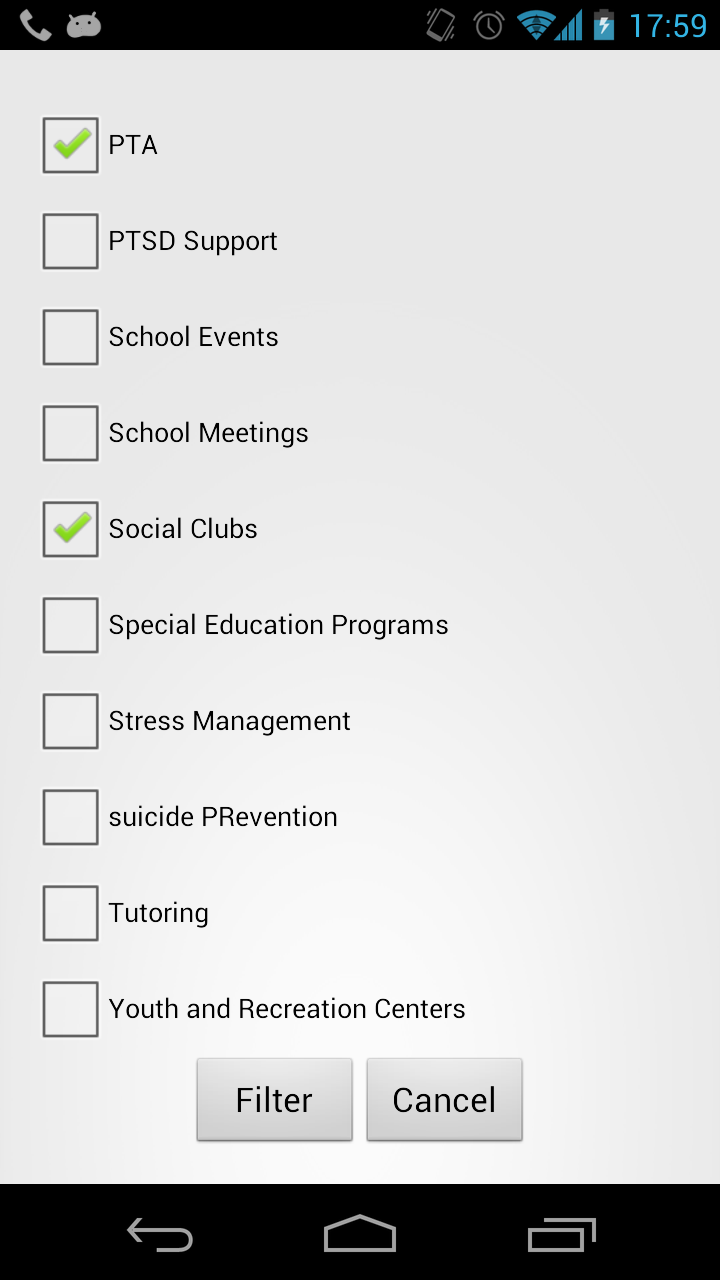 17:59
PTA
PTSD Support
School Events
School Meetings
Social Clubs
Special Education Programs
Stress Management
suicide PRevention
Tutoring
Youth and Recreation Centers
Filter Cancel